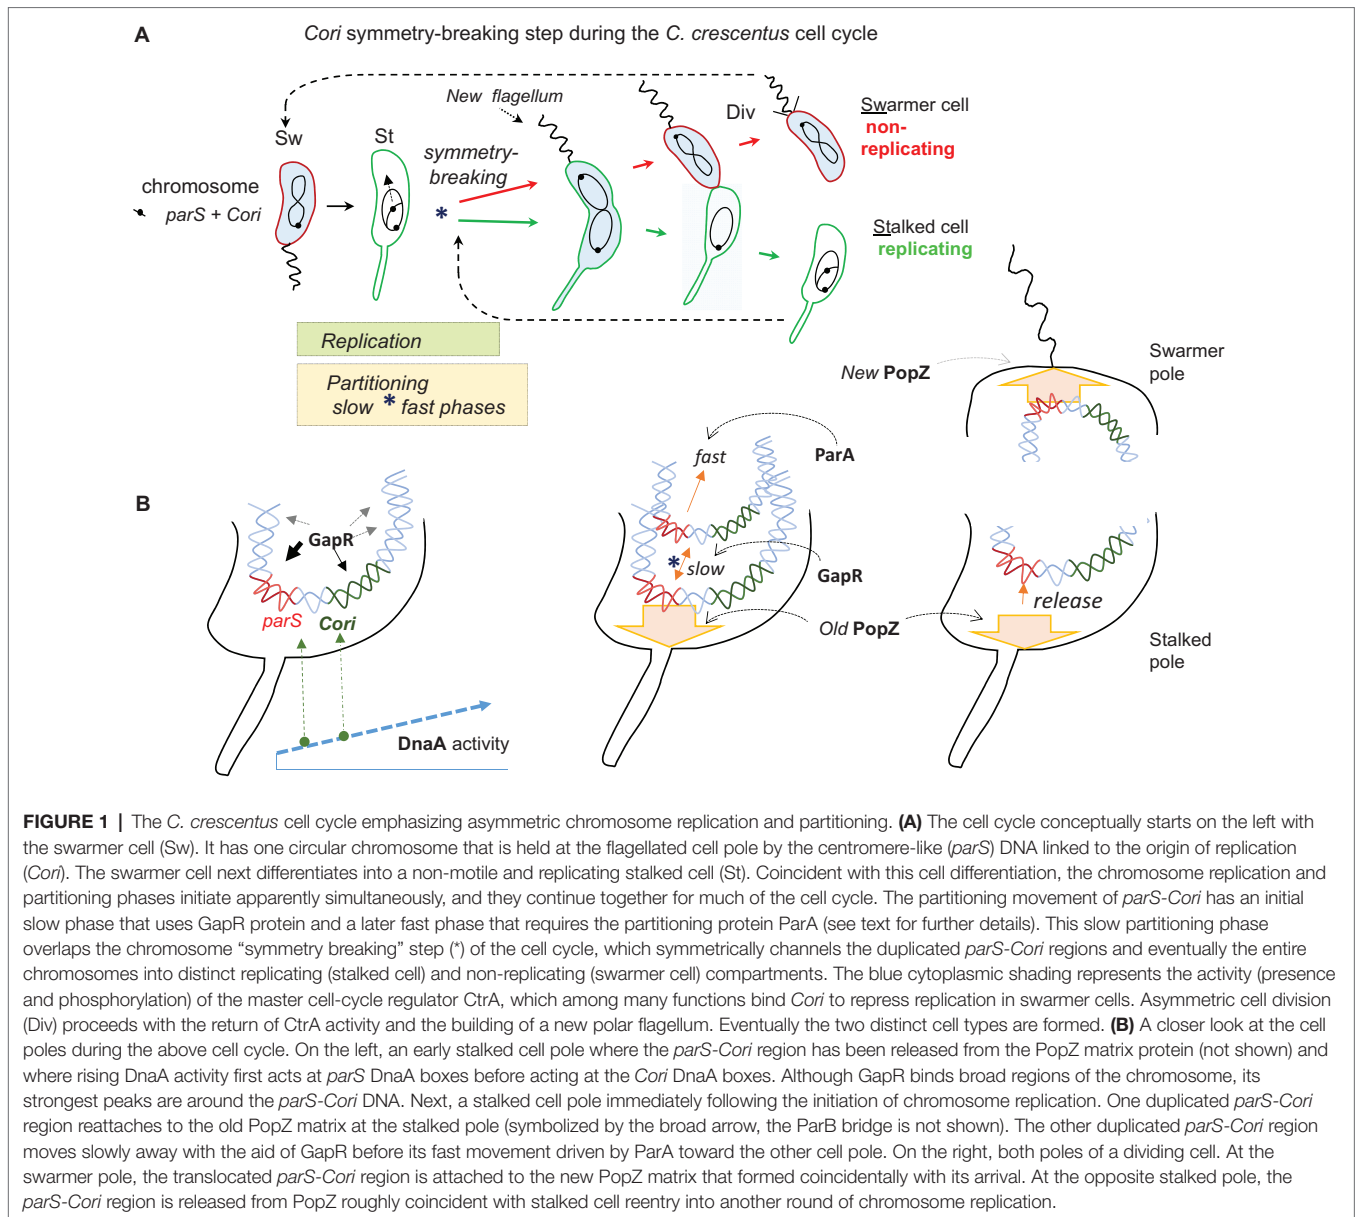 A
Cori symmetry-breaking step during the C. crescentus cell cycle
New flagellum
Div
Swarmer cell
non-
replicating
Sw
St
symmetry-
breaking
chromosome
parS + Cori
*
Stalked cell
replicating
Replication
Partitioning
slow * fast phases
New PopZ
Swarmer
pole
B
GapR
parS
Cori
DnaA activity
fast
ParA
* slow
GapR
Old PopZ
release
Stalked
pole
FIGURE 1 | The C. crescentus cell cycle emphasizing asymmetric chromosome replication and partitioning. (A) The cell cycle conceptually starts on the left with
the swarmer cell (Sw). It has one circular chromosome that is held at the flagellated cell pole by the centromere-like (parS) DNA linked to the origin of replication
(Cori). The swarmer cell next differentiates into a non-motile and replicating stalked cell (St). Coincident with this cell differentiation, the chromosome replication and
partitioning phases initiate apparently simultaneously, and they continue together for much of the cell cycle. The partitioning movement of parS-Cori has an initial
slow phase that uses GapR protein and a later fast phase that requires the partitioning protein ParA (see text for further details). This slow partitioning phase
overlaps the chromosome “symmetry breaking” step (*) of the cell cycle, which symmetrically channels the duplicated parS-Cori regions and eventually the entire
chromosomes into distinct replicating (stalked cell) and non-replicating (swarmer cell) compartments. The blue cytoplasmic shading represents the activity (presence
and phosphorylation) of the master cell-cycle regulator CtrA, which among many functions bind Cori to repress replication in swarmer cells. Asymmetric cell division
(Div) proceeds with the return of CtrA activity and the building of a new polar flagellum. Eventually the two distinct cell types are formed. (B) A closer look at the cell
poles during the above cell cycle. On the left, an early stalked cell pole where the parS-Cori region has been released from the PopZ matrix protein (not shown) and
where rising DnaA activity first acts at parS DnaA boxes before acting at the Cori DnaA boxes. Although GapR binds broad regions of the chromosome, its
strongest peaks are around the parS-Cori DNA. Next, a stalked cell pole immediately following the initiation of chromosome replication. One duplicated parS-Cori
region reattaches to the old PopZ matrix at the stalked pole (symbolized by the broad arrow, the ParB bridge is not shown). The other duplicated parS-Cori region
moves slowly away with the aid of GapR before its fast movement driven by ParA toward the other cell pole. On the right, both poles of a dividing cell. At the
swarmer pole, the translocated parS-Cori region is attached to the new PopZ matrix that formed coincidentally with its arrival. At the opposite stalked pole, the
parS-Cori region is released from PopZ roughly coincident with stalked cell reentry into another round of chromosome replication.